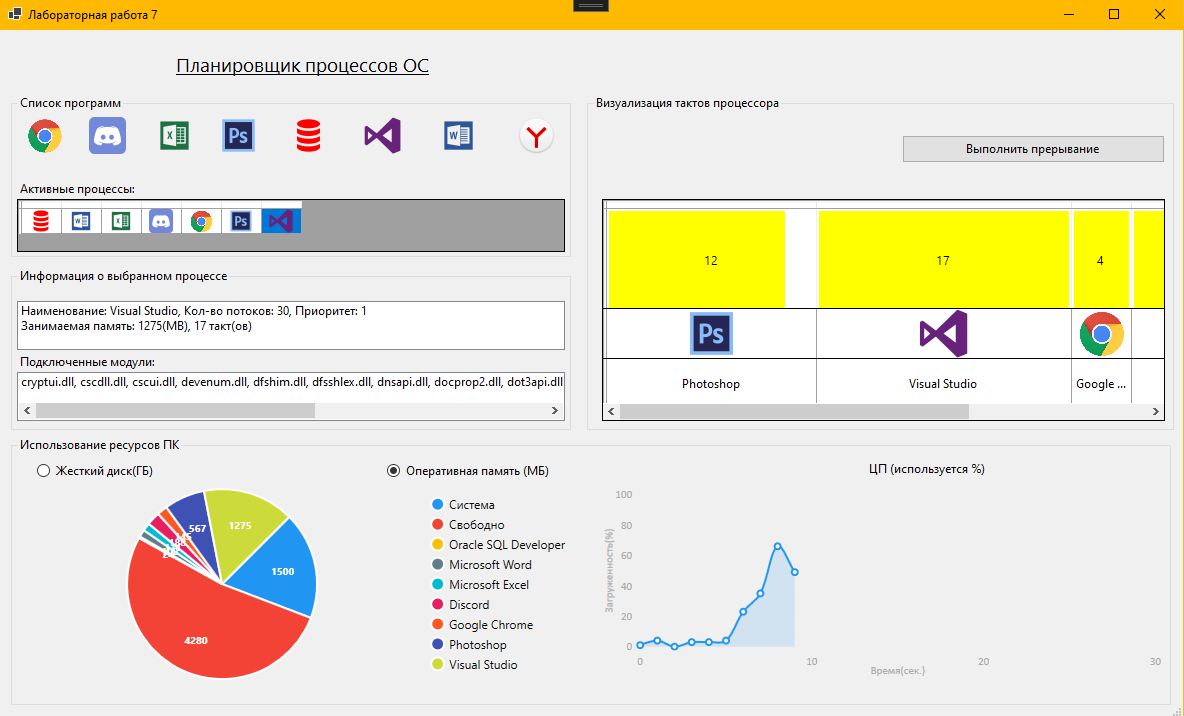 Лабораторная работа 7
Планировщик процессов ОС
Список программ
Ps
Активные процессы:
Ps
Информация о выбранном процессе
Наименование: Visual Studio, Кол-во потоков: 30, Приоритет: 1
Занимаемая память: 1275(MB), 17 такт(ов)
Подключенные модули:
cryptui.dll, cscdll.dll, cscui.dll, devenum.dll, dfshim.dll, dfsshlex.dll, dnsapi.dll, docprop2.dll, dot3api.dll
Визуализация тактов процессора
Выполнить прерывание
12
17
4
Ps
Photoshop
Visual Studio
Google ...
Использование ресурсов ПК
Жесткий диск(ГБ)
Оперативная память (МБ)
567
1275
1500
4280
Система
Свободно
Oracle SQL Developer
Microsoft Word
Microsoft Excel
Discord
Google Chrome
Photoshop
Visual Studio
ЦП (используется %)
Загруженность(%)
100
80
60
40
20
0
0
10
20
30
Время(сек.)